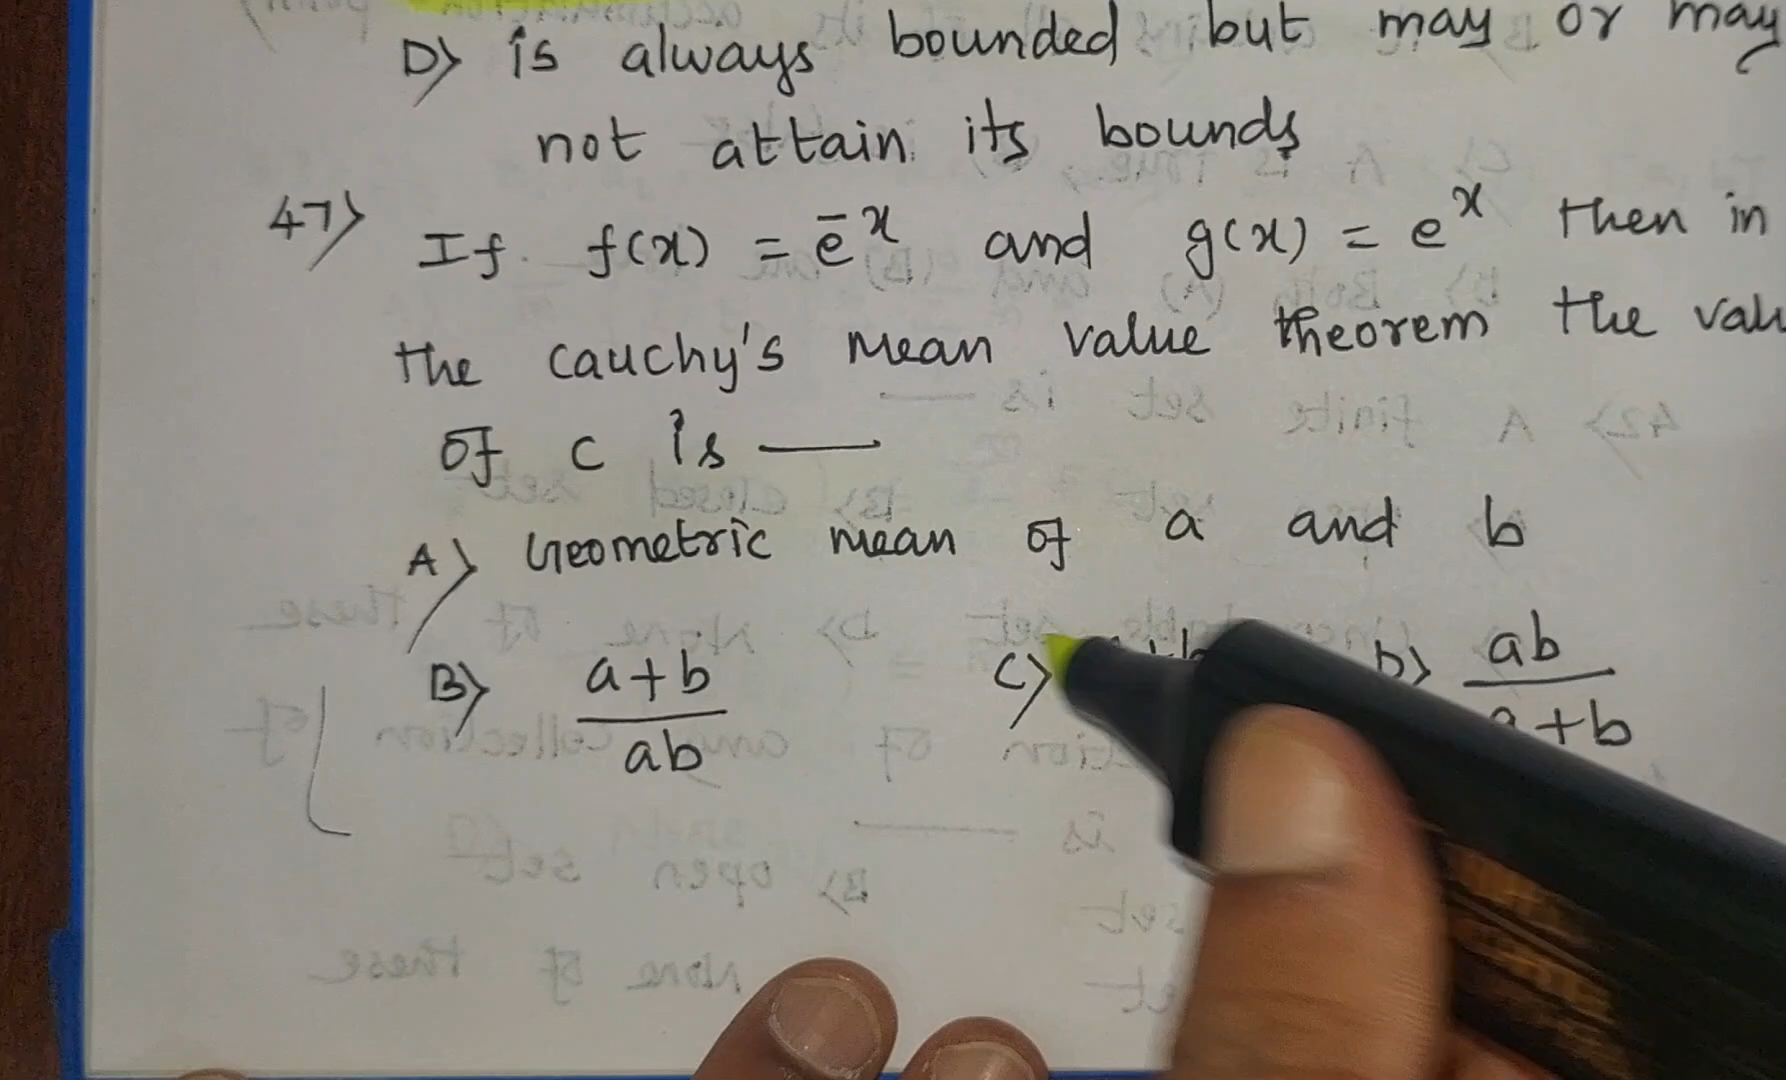 D) is always bounded but may or may
not attain its bounds
47) If f(x) = e⁻ˣ and g(x) = eˣ then in
the cauchy's mean value theorem the
of c is —
A) Geometric mean of a and b
B) a+b/ab C) D) ab/a+b